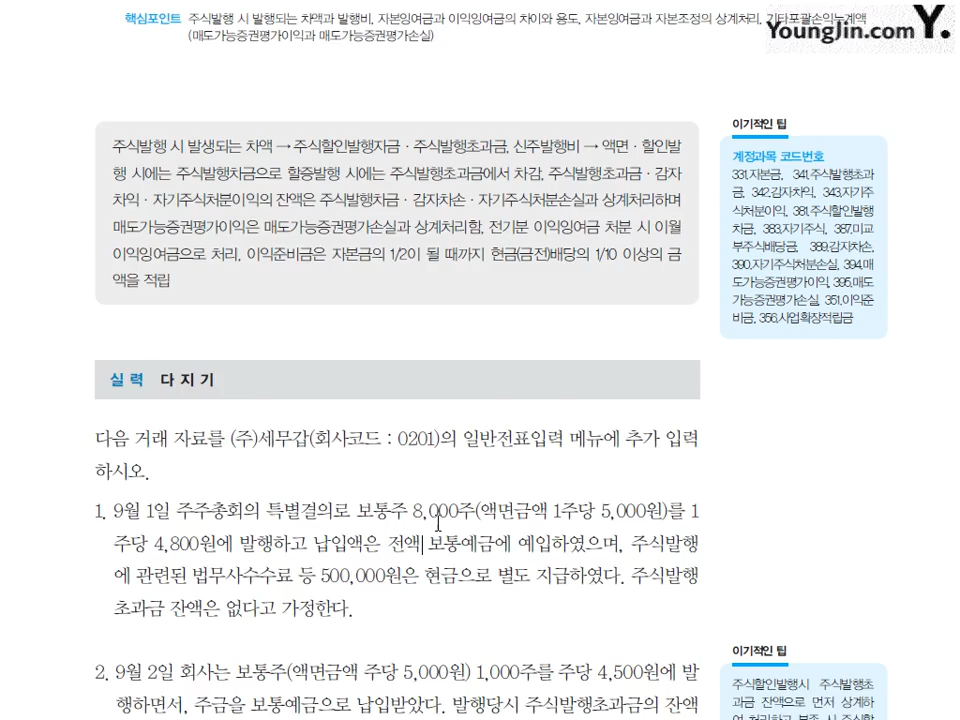 핵심포인트 주식발행 시 발행되는 차액과 발행비, 자본잉여금과 이익잉여금의 차이와 용도, 자본잉여금과 자본조정의 상계처리, 기타포괄손익누계액
(매도가능증권평가이익과 매도가능증권평가손실)
YoungJin.com Y.
주식발행 시 발생되는 차액 → 주식할인발행차금 · 주식발행초과금, 신주발행비 → 액면 · 할인발
행 시에는 주식발행차금으로 할증발행 시에는 주식발행초과금에서 차감, 주식발행초과금 · 감자
차익 · 자기주식처분이익의 잔액은 주식발행차금 · 감자차손 · 자기주식처분손실과 상계처리하며
매도가능증권평가이익은 매도가능증권평가손실과 상계처리함, 전기분 이익잉여금 처분 시 이월
이익잉여금으로 처리, 이익준비금은 자본금의 1/2이 될 때까지 현금(금전)배당의 1/10 이상의 금
액을 적립
이기적인 팁
계정과목 코드번호
331.자본금, 341.주식발행초과
금, 342.감자차익, 343.자기주
식처분이익, 381.주식할인발행
차금, 383.자기주식, 387.미교
부주식배당금, 389.감자차손,
390.자기주식처분손실, 394.매
도가능증권평가이익, 395.매도
가능증권평가손실, 351.이익준
비금, 356.사업확장적립금
실력 다지기
다음 거래 자료를 (주)세무갑(회사코드 : 0201)의 일반전표입력 메뉴에 추가 입력
하시오.
1. 9월 1일 주주총회의 특별결의로 보통주 8,000주(액면금액 1주당 5,000원)를 1
주당 4,800원에 발행하고 납입액은 전액 보통예금에 예입하였으며, 주식발행
에 관련된 법무사수수료 등 500,000원은 현금으로 별도 지급하였다. 주식발행
초과금 잔액은 없다고 가정한다.
2. 9월 2일 회사는 보통주(액면금액 주당 5,000원) 1,000주를 주당 4,500원에 발
행하면서, 주금을 보통예금으로 납입받았다. 발행당시 주식발행초과금의 잔액
이기적인 팁
주식할인발행시 주식발행초
과금 잔액으로 먼저 상계하